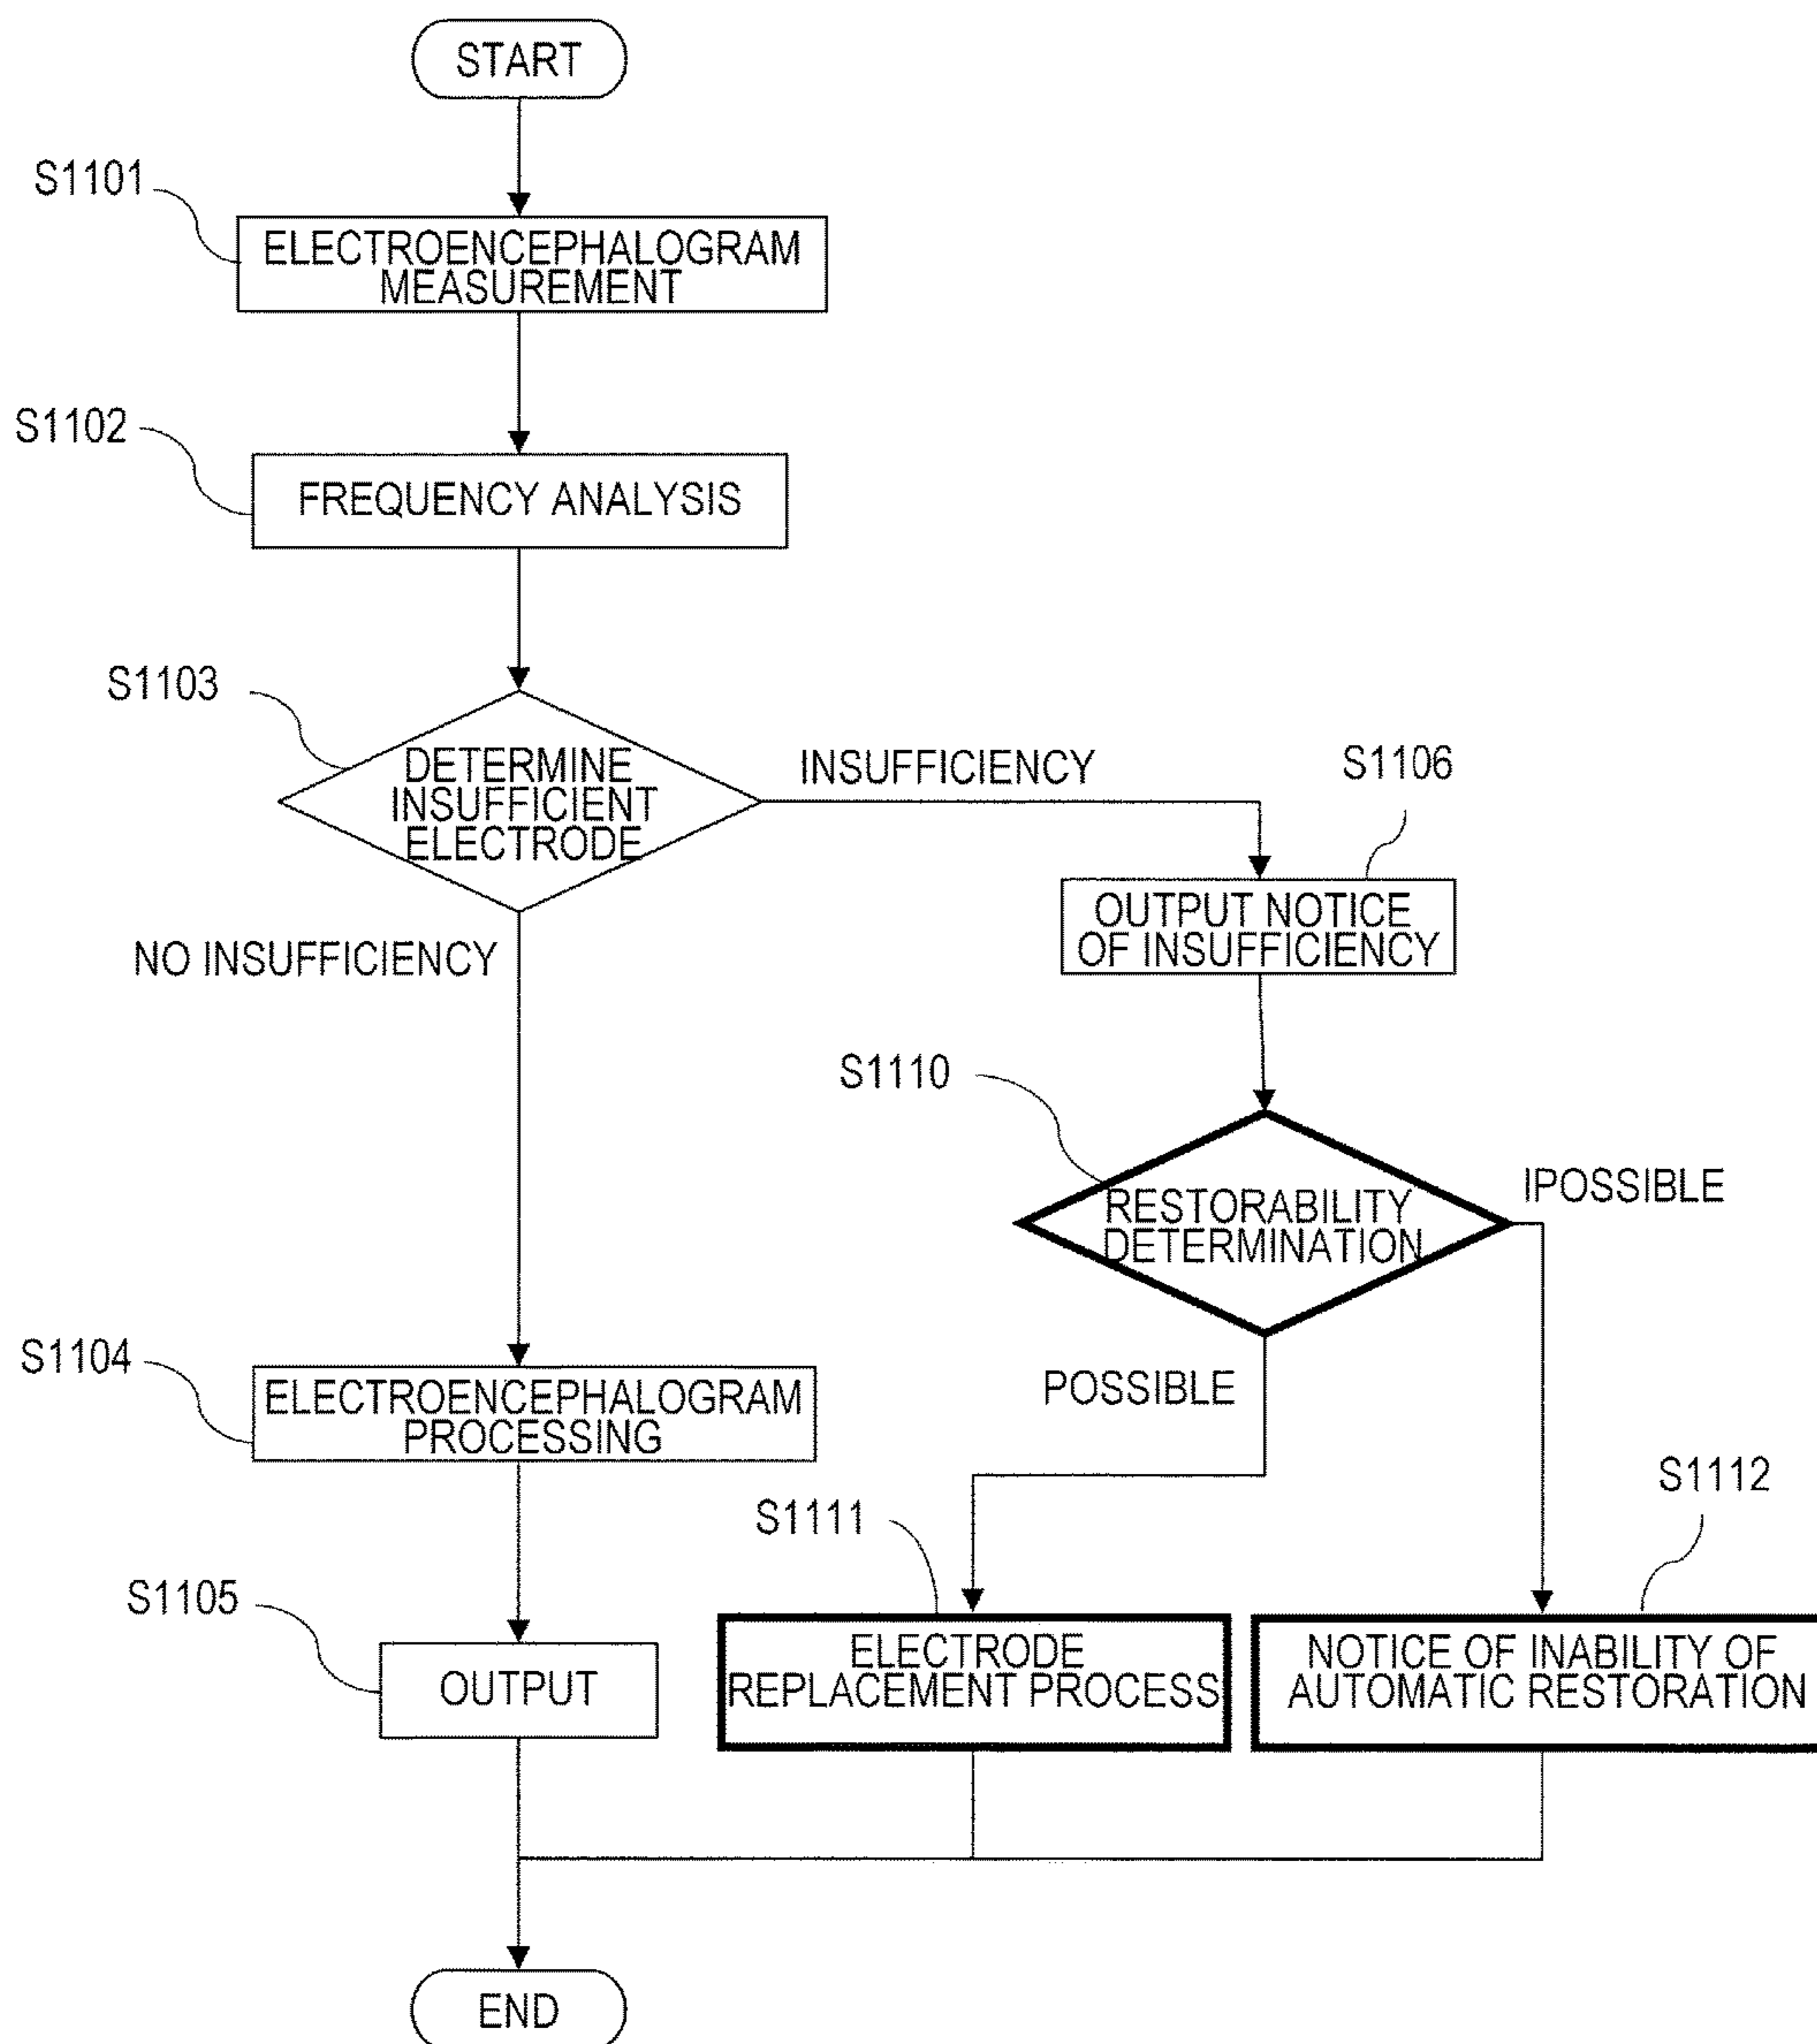 START
S1101
ELECTROENCEPHALOGRAM
MEASUREMENT
S1102
FREQUENCY ANALYSIS
S1103
DETERMINE
INSUFFICIENT
ELECTRODE
INSUFFICIENCY
S1106
OUTPUT NOTICE
OF INSUFFICIENCY
NO INSUFFICIENCY
S1110
RESTORABILITY
DETERMINATION
IPOSSIBLE
POSSIBLE
S1104
ELECTROENCEPHALOGRAM
PROCESSING
S1111
S1112
S1105
OUTPUT
ELECTRODE
REPLACEMENT PROCESS
NOTICE OF INABILITY OF
AUTOMATIC RESTORATION
END